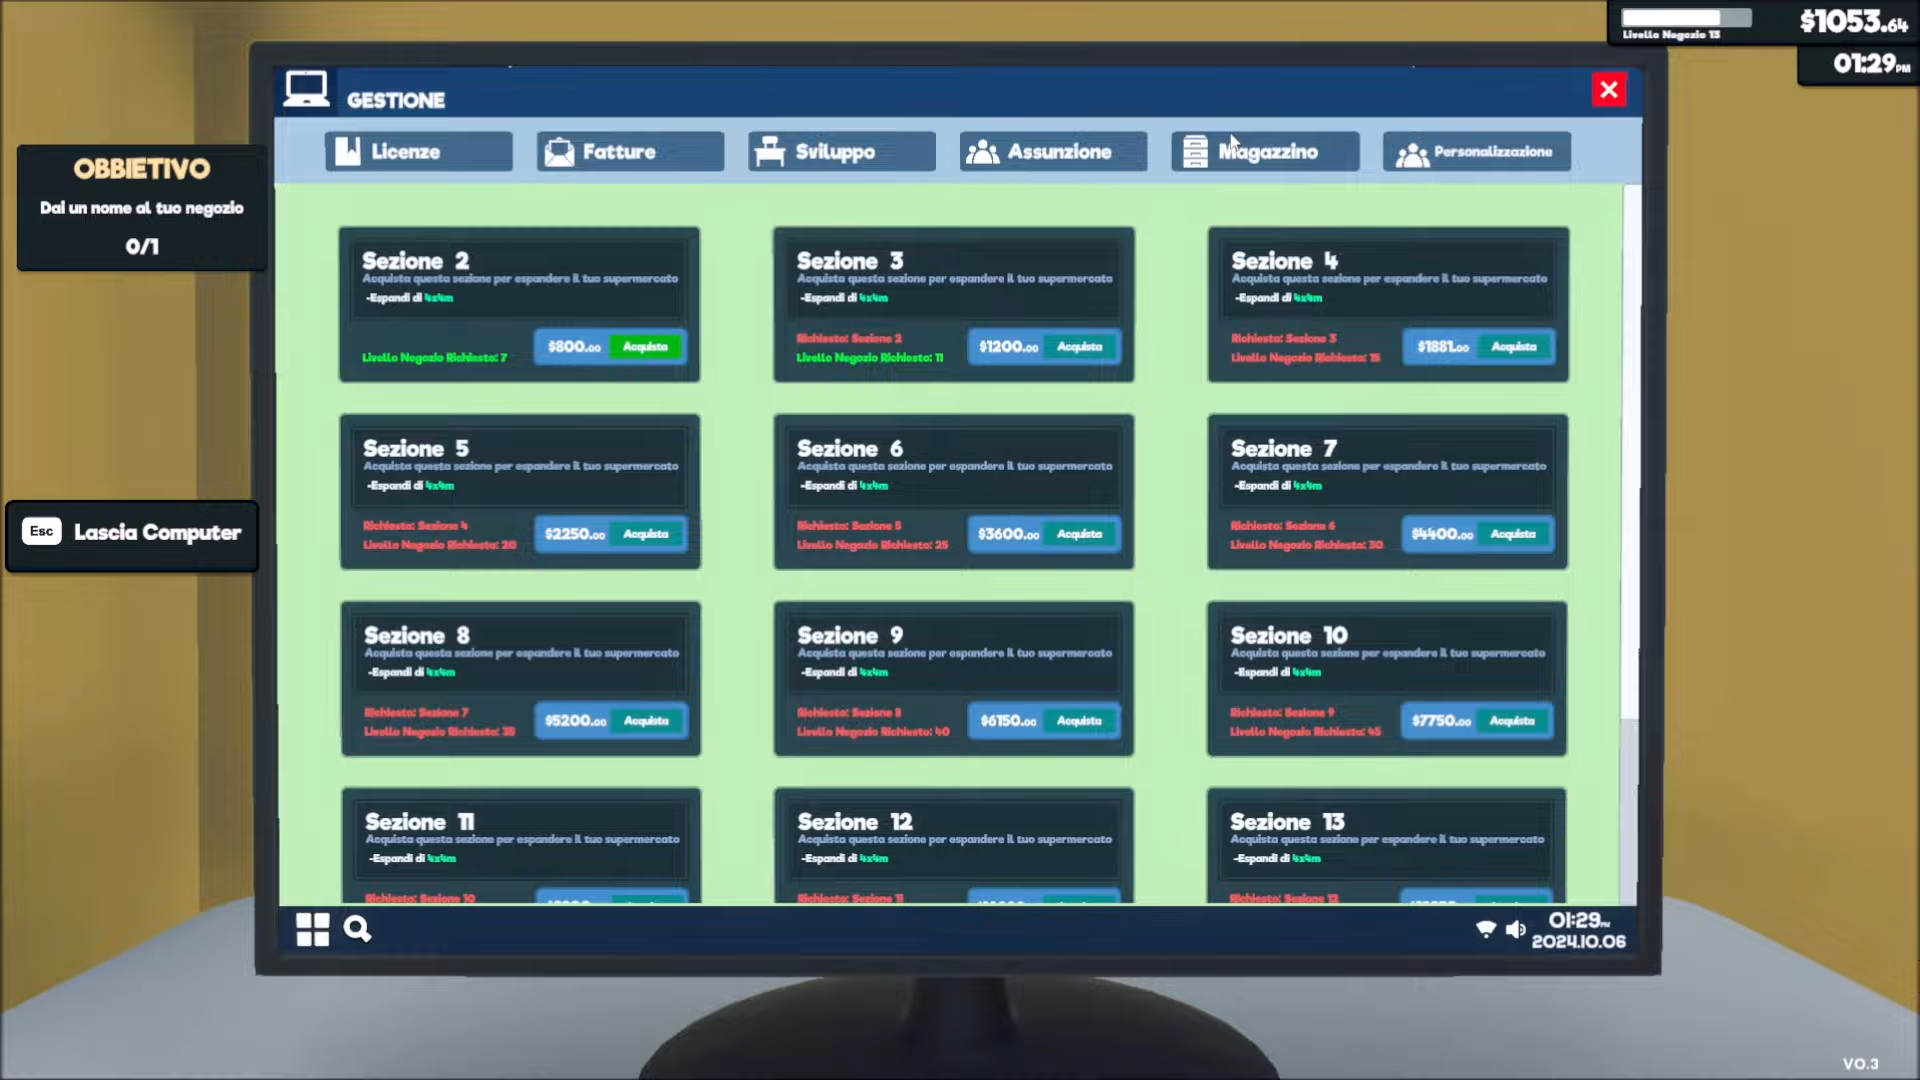 $1053.64
Livello Negozio 13
01:29PM
GESTIONE
Licenze
Fatture
Sviluppo
Assunzione
Magazzino
Personalizzazione
OBBIETIVO
Dai un nome al tuo negozio
0/1
Esc Lascia Computer
Sezione 2
Acquista questa sezione per espandere il tuo supermercato
-Espandi di 4x4m
Livello Negozio Richiesto: 7
$800.00 Acquista
Sezione 3
Acquista questa sezione per espandere il tuo supermercato
-Espandi di 4x4m
Richiesto: Sezione 2
Livello Negozio Richiesto: 11
$1200.00 Acquista
Sezione 4
Acquista questa sezione per espandere il tuo supermercato
-Espandi di 4x4m
Richiesto: Sezione 3
Livello Negozio Richiesto: 15
$1881.00 Acquista
Sezione 5
Acquista questa sezione per espandere il tuo supermercato
-Espandi di 4x4m
Richiesto: Sezione 4
Livello Negozio Richiesto: 20
$2250.00 Acquista
Sezione 6
Acquista questa sezione per espandere il tuo supermercato
-Espandi di 4x4m
Richiesto: Sezione 5
Livello Negozio Richiesto: 25
$3600.00 Acquista
Sezione 7
Acquista questa sezione per espandere il tuo supermercato
-Espandi di 4x4m
Richiesto: Sezione 6
Livello Negozio Richiesto: 30
$4400.00 Acquista
Sezione 8
Acquista questa sezione per espandere il tuo supermercato
-Espandi di 4x4m
Richiesto: Sezione 7
Livello Negozio Richiesto: 35
$5200.00 Acquista
Sezione 9
Acquista questa sezione per espandere il tuo supermercato
-Espandi di 4x4m
Richiesto: Sezione 8
Livello Negozio Richiesto: 40
$6150.00 Acquista
Sezione 10
Acquista questa sezione per espandere il tuo supermercato
-Espandi di 4x4m
Richiesto: Sezione 9
Livello Negozio Richiesto: 45
$7750.00 Acquista
Sezione 11
Acquista questa sezione per espandere il tuo supermercato
-Espandi di 4x4m
Richiesto: Sezione 10
Sezione 12
Acquista questa sezione per espandere il tuo supermercato
-Espandi di 4x4m
Richiesto: Sezione 11
Sezione 13
Acquista questa sezione per espandere il tuo supermercato
-Espandi di 4x4m
Richiesto: Sezione 12
01:29PM
2024.10.06
V0.3